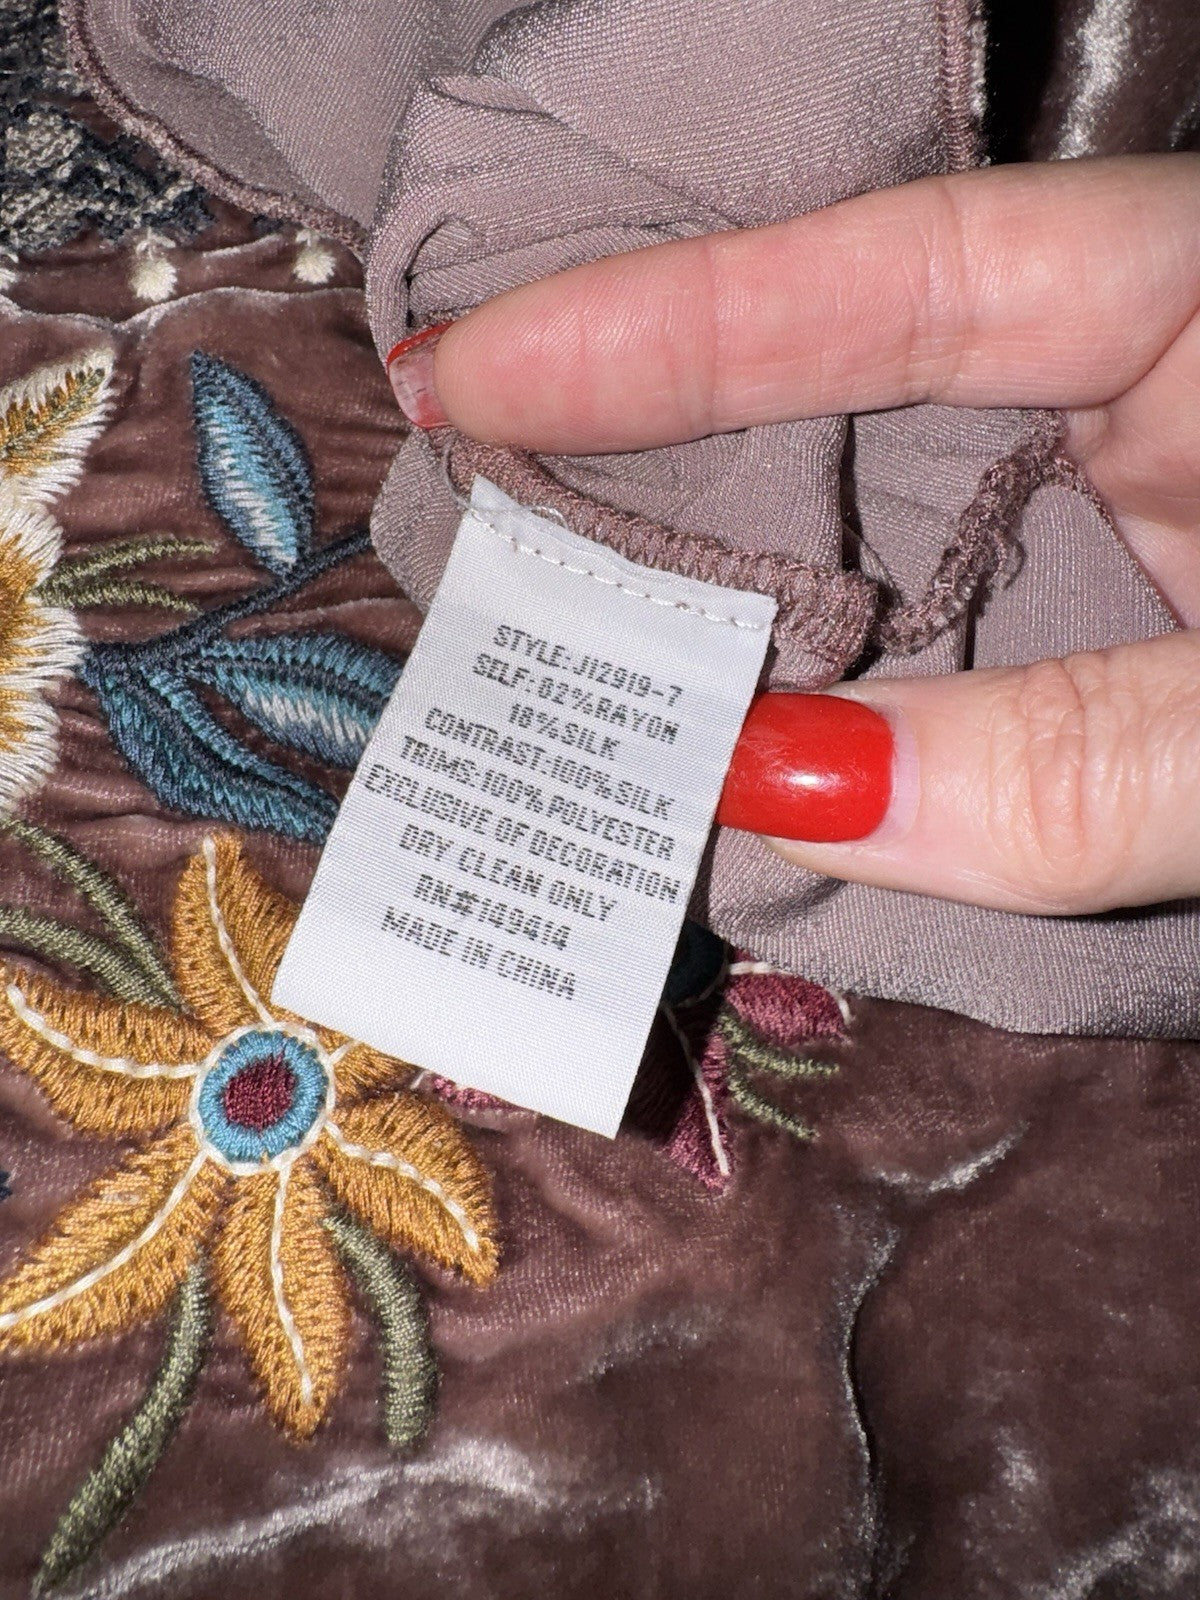 STYLE: J12919-7
SELF: 82% RAYON
18% SILK
CONTRAST: 100% SILK
TRIMS: 100% POLYESTER
EXCLUSIVE OF DECORATION
DRY CLEAN ONLY
RN#149414
MADE IN CHINA